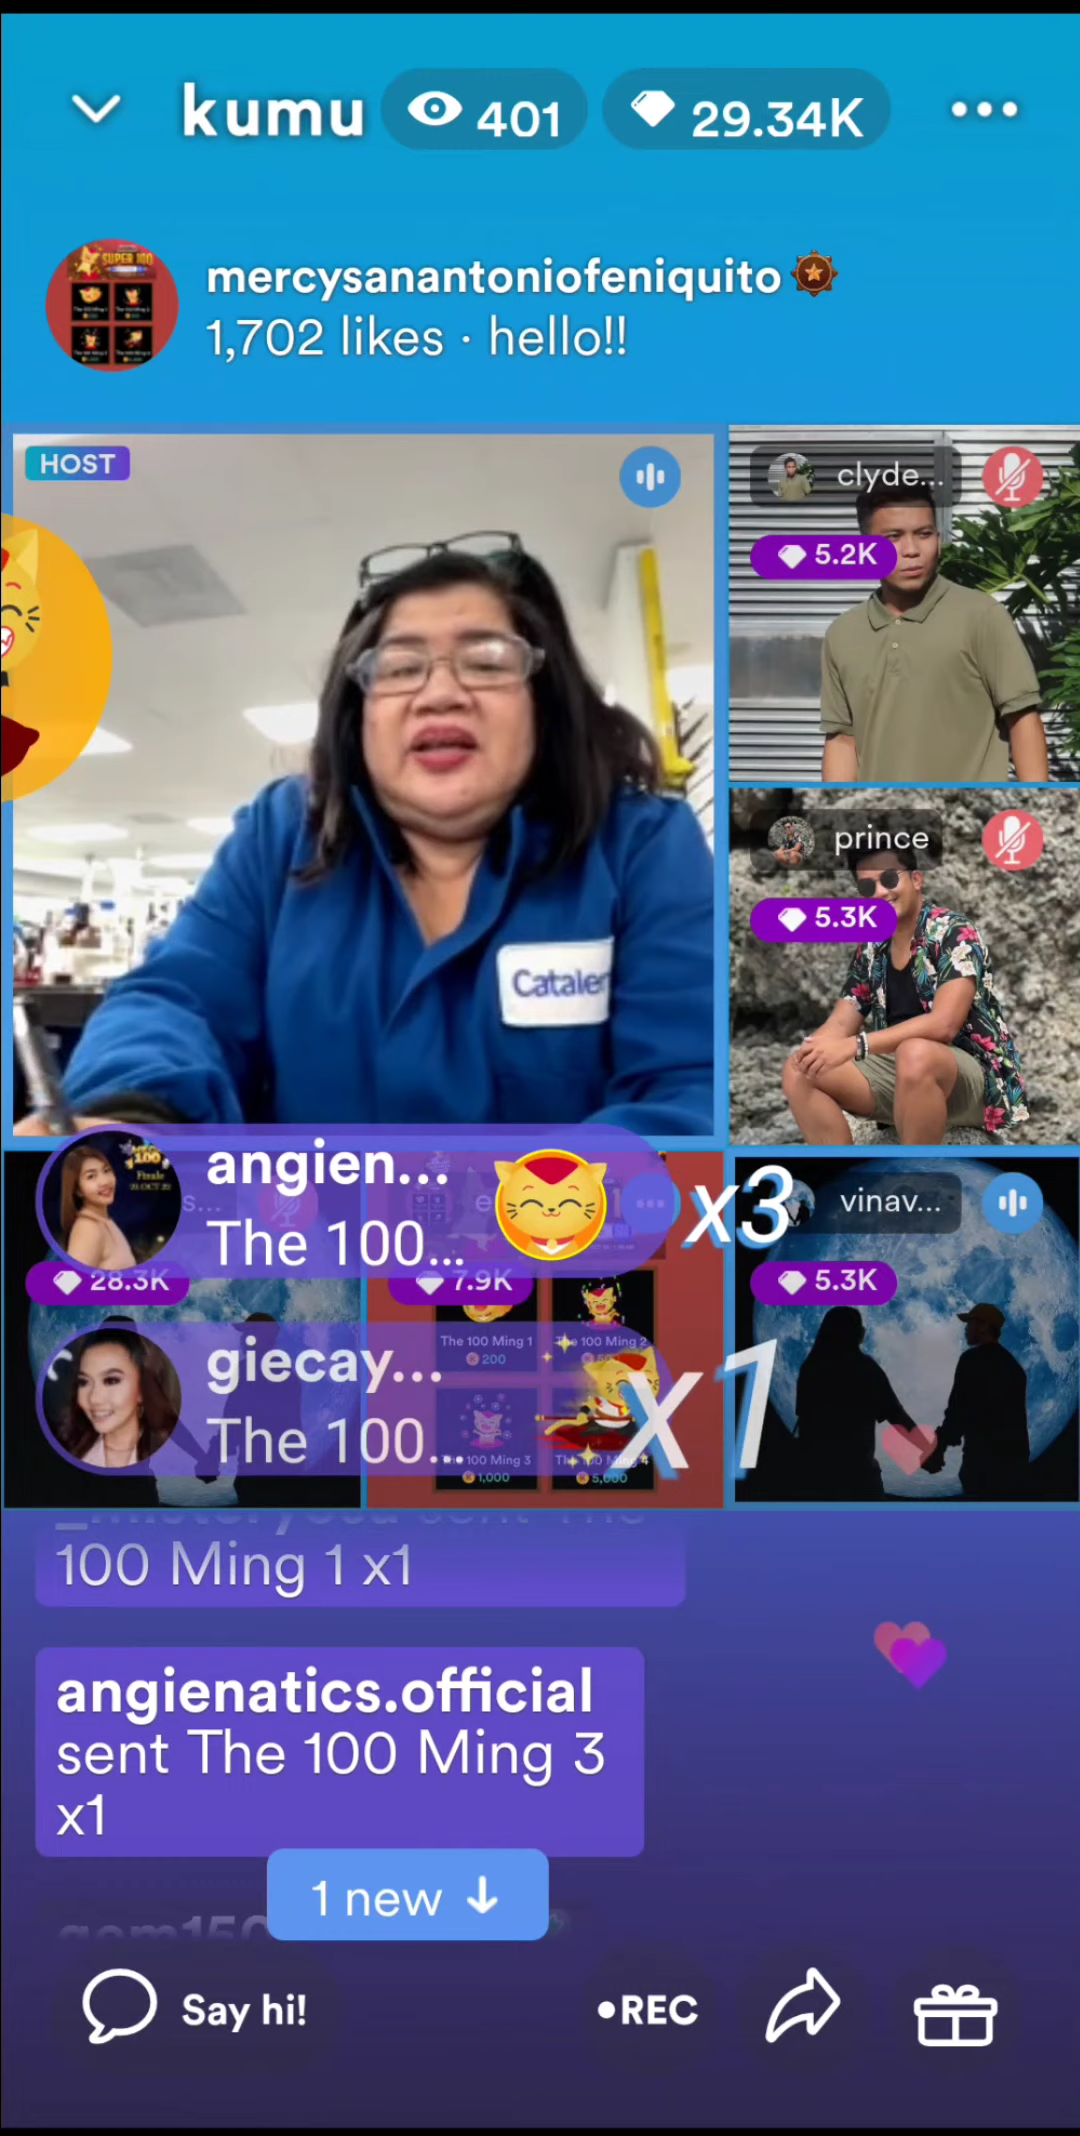 kumu 401 29.34K
mercysanantoniofeniquito
1,702 likes · hello!!
SUPER 100
HOST
clyde...
5.2K
prince
5.3K
Catalen
angien...
The 100...
x3
s...
28.3K
7.9K
vinav...
5.3K
giecay...
The 100...
x1
The 100 Ming 1
200
The 100 Ming 2
100 Ming 3
1,000
5,000
100 Ming 1 x1
angienatics.official
sent The 100 Ming 3
x1
1 new
Say hi!
•REC